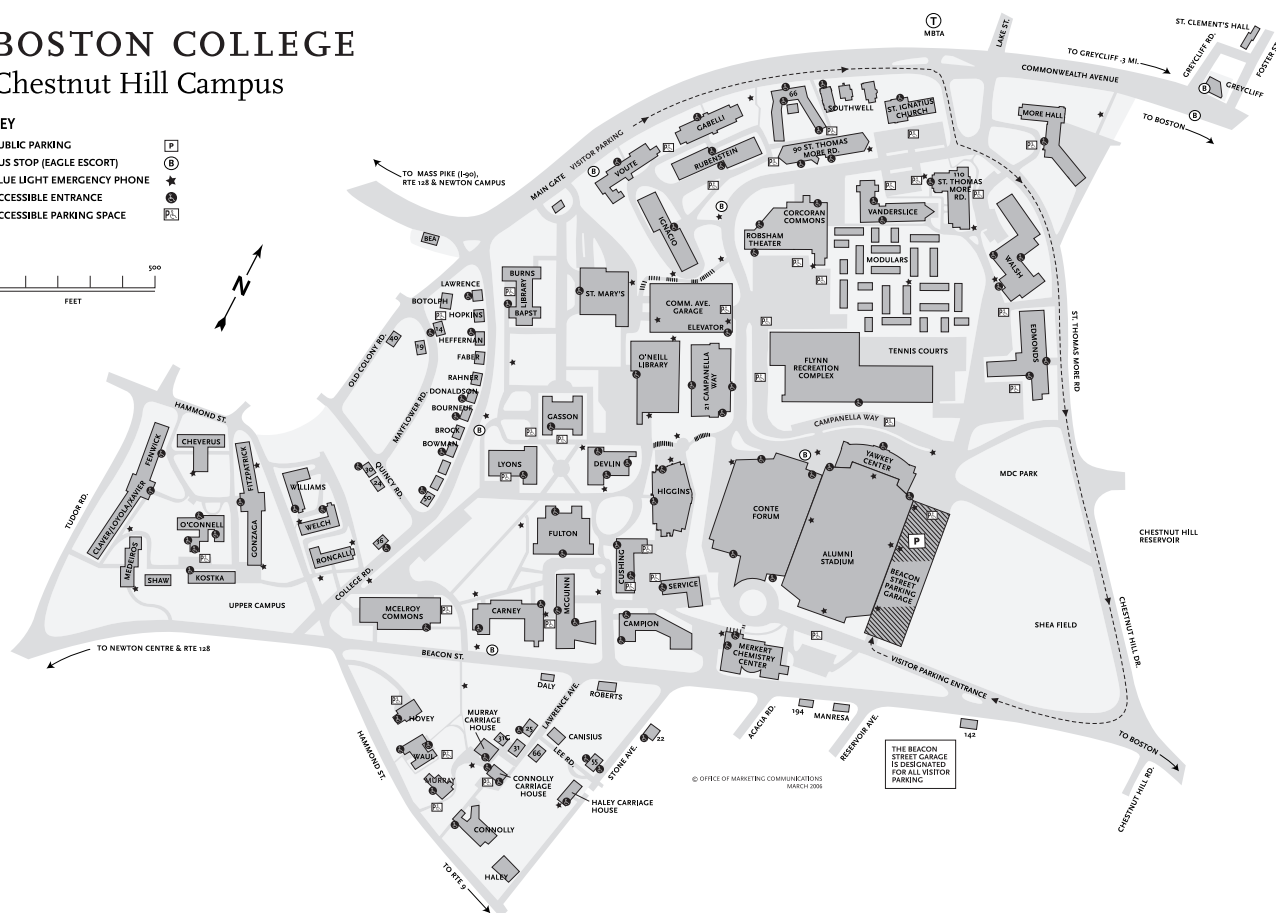 BOSTON COLLEGE
Chestnut Hill Campus
EY
UBLIC PARKING
P
US STOP (EAGLE ESCORT)
B
LUE LIGHT EMERGENCY PHONE
CCESSIBLE ENTRANCE
CCESSIBLE PARKING SPACE
500
FEET
N
T
MBTA
LAKE ST.
ST. CLEMENT'S HALL
GREYCLIFF RD.
FOSTER ST
TO GREYCLIFF .3 MI.
COMMONWEALTH AVENUE
GREYCLIFF
TO BOSTON
MORE HALL
66
SOUTHWELL
ST. IGNATIUS
CHURCH
GABELLI
VOUTE
RUBENSTEIN
90 ST. THOMAS
MORE RD.
MAIN GATE
VISITOR PARKING
TO MASS PIKE (I-90),
RTE 128 & NEWTON CAMPUS
110
ST. THOMAS
MORE
RD.
VANDERSLICE
CORCORAN
COMMONS
ROBSHAM
THEATER
IGNACIO
MODULARS
WALSH
BEA
BURNS
LIBRARY
BAPST
ST. MARY'S
COMM. AVE.
GARAGE
ELEVATOR
LAWRENCE
BOTOLPH
HOPKINS
14
HEFFERNAN
FABER
RAHNER
DONALDSON
BOURNEUF
BROCK
BOWMAN
19
OLD COLONY RD.
MAYFLOWER RD.
QUINCY RD.
O'NEILL
LIBRARY
21 CAMPANELLA
WAY
FLYNN
RECREATION
COMPLEX
TENNIS COURTS
EDMONDS
ST. THOMAS MORE RD
CAMPANELLA WAY
YAWKEY
CENTER
MDC PARK
CHESTNUT HILL
RESERVOIR
HAMMOND ST.
FENWICK
CHEVERUS
FITZPATRICK
WILLIAMS
WELCH
RONCALLI
CLAVER/LOYOLA/XAVIER
TUDOR RD.
O'CONNELL
GONZAGA
MEDEIROS
SHAW
KOSTKA
UPPER CAMPUS
COLLEGE RD.
GASSON
LYONS
DEVLIN
HIGGINS
FULTON
CUSHING
SERVICE
MCGUINN
CAMPION
CARNEY
MCELROY
COMMONS
CONTE
FORUM
ALUMNI
STADIUM
P
BEACON
STREET
PARKING
GARAGE
SHEA FIELD
CHESTNUT HILL DR.
MERKERT
CHEMISTRY
CENTER
VISITOR PARKING ENTRANCE
TO NEWTON CENTRE & RTE 128
BEACON ST.
DALY
ROBERTS
LAWRENCE AVE.
HOVEY
MURRAY
CARRIAGE
HOUSE
31C
25
31
66
CANISIUS
LEE RD.
55
STONE AVE.
22
WAUL
MURRAY
CONNOLLY
CARRIAGE
HOUSE
HALEY CARRIAGE
HOUSE
CONNOLLY
HALEY
HAMMOND ST.
TO RTE 9
ACACIA RD.
194
MANRESA
RESERVOIR AVE.
142
THE BEACON
STREET GARAGE
IS DESIGNATED
FOR ALL VISITOR
PARKING
© OFFICE OF MARKETING COMMUNICATIONS
MARCH 2006
TO BOSTON
CHESTNUT HILL RD.